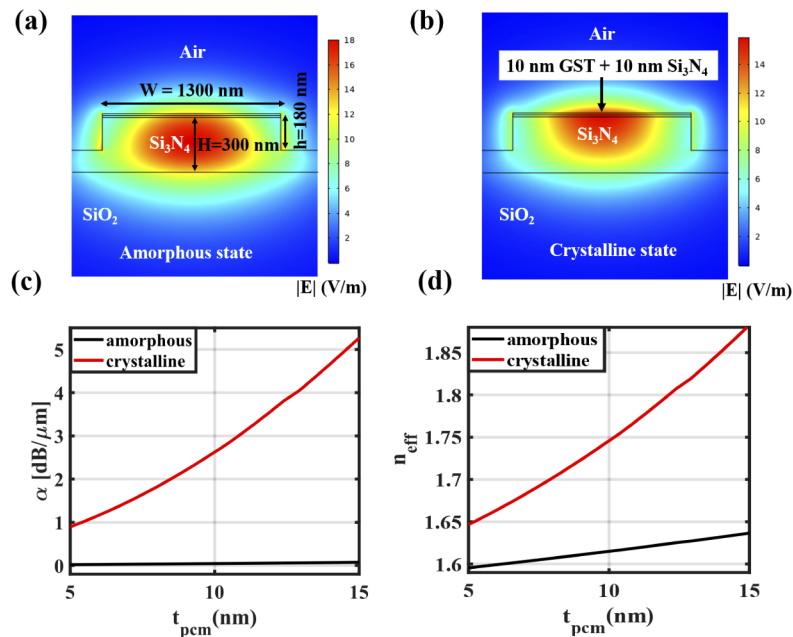 (a)
Air
W = 1300 nm
h=180 nm
Si₃N₄
H=300 nm
SiO₂
Amorphous state
18
16
14
12
10
8
6
4
2
|E| (V/m)
(b)
Air
10 nm GST + 10 nm Si₃N₄
Si₃N₄
SiO₂
Crystalline state
14
12
10
8
6
4
2
|E| (V/m)
(c)
amorphous
crystalline
α [dB/μm]
5
4
3
2
1
0
5
10
15
t_pcm(nm)
(d)
amorphous
crystalline
n_eff
1.85
1.8
1.75
1.7
1.65
1.6
5
10
15
t_pcm(nm)